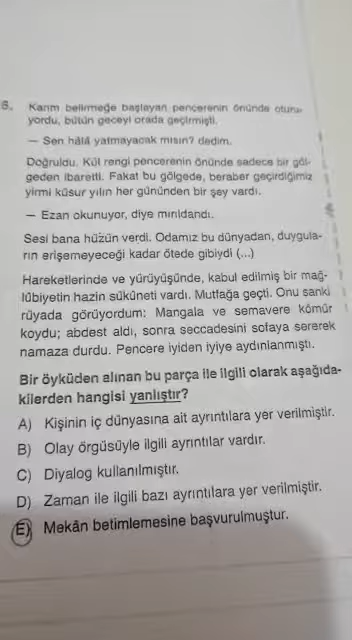 6. Karım belirmeğe başlayan pencerenin önünde oturu-
yordu, bütün geceyi orada geçirmişti.
— Sen hâlâ yatmayacak mısın? dedim.
Doğruldu. Kül rengi pencerenin önünde sadece bir göl-
geden ibaretti. Fakat bu gölgede, beraber geçirdiğimiz
yirmi küsur yılın her gününden bir şey vardı.
— Ezan okunuyor, diye mırıldandı.
Sesi bana hüzün verdi. Odamız bu dünyadan, duygula-
rın erişemeyeceği kadar ötede gibiydi (...)
Hareketlerinde ve yürüyüşünde, kabul edilmiş bir mağ-
lûbiyetin hazin sükûneti vardı. Mutfağa geçti. Onu sanki
rüyada görüyordum: Mangala ve semavere kömür
koydu; abdest aldı, sonra seccadesini sofaya sererek
namaza durdu. Pencere iyiden iyiye aydınlanmıştı.
Bir öyküden alınan bu parça ile ilgili olarak aşağıda-
kilerden hangisi yanlıştır?
A) Kişinin iç dünyasına ait ayrıntılara yer verilmiştir.
B) Olay örgüsüyle ilgili ayrıntılar vardır.
C) Diyalog kullanılmıştır.
D) Zaman ile ilgili bazı ayrıntılara yer verilmiştir.
E) Mekân betimlemesine başvurulmuştur.